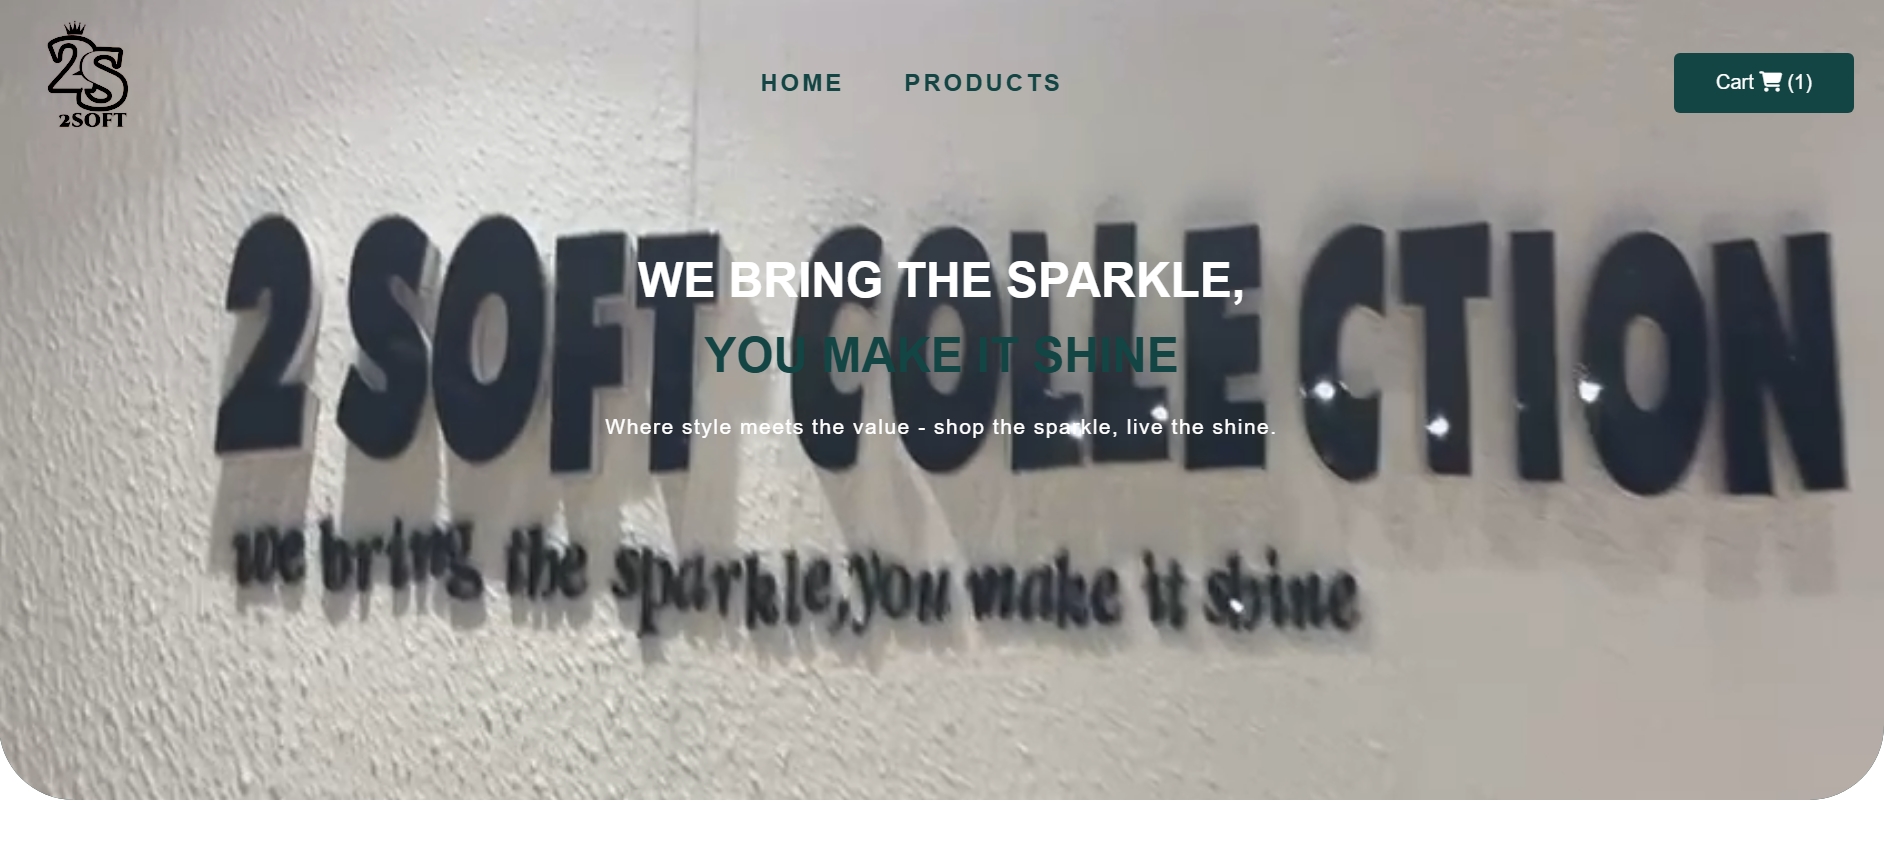 2S
2SOFT
HOME
PRODUCTS
Cart (1)
2 SOFT COLLECTION
WE BRING THE SPARKLE,
YOU MAKE IT SHINE
Where style meets the value - shop the sparkle, live the shine.
we bring the sparkle,you make it shine